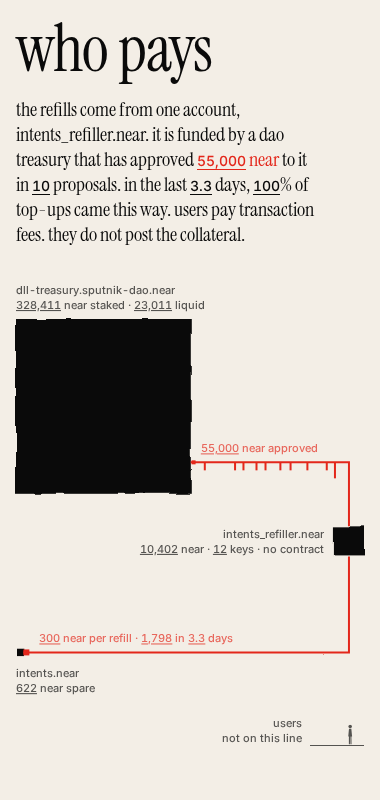 who pays
the refills come from one account,
intents_refiller.near. it is funded by a dao
treasury that has approved 55,000 near to it
in 10 proposals. in the last 3.3 days, 100% of
top-ups came this way. users pay transaction
fees. they do not post the collateral.
dll-treasury.sputnik-dao.near
328,411 near staked · 23,011 liquid
55,000 near approved
intents_refiller.near
10,402 near · 12 keys · no contract
300 near per refill · 1,798 in 3.3 days
intents.near
622 near spare
users
not on this line